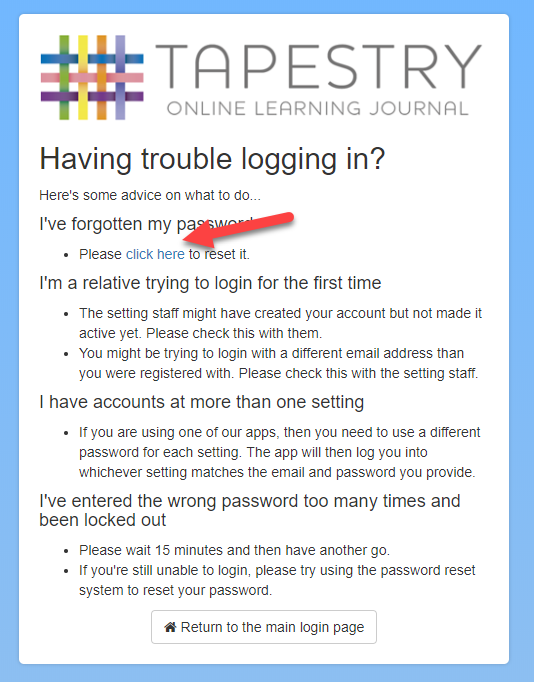 TAPESTRY
ONLINE LEARNING JOURNAL
Having trouble logging in?
Here's some advice on what to do...
I've forgotten my password
Please click here to reset it.
I'm a relative trying to login for the first time
The setting staff might have created your account but not made it
active yet. Please check this with them.
You might be trying to login with a different email address than
you were registered with. Please check this with the setting staff.
I have accounts at more than one setting
If you are using one of our apps, then you need to use a different
password for each setting. The app will then log you into
whichever setting matches the email and password you provide.
I've entered the wrong password too many times and
been locked out
Please wait 15 minutes and then have another go.
If you're still unable to login, please try using the password reset
system to reset your password.
Return to the main login page